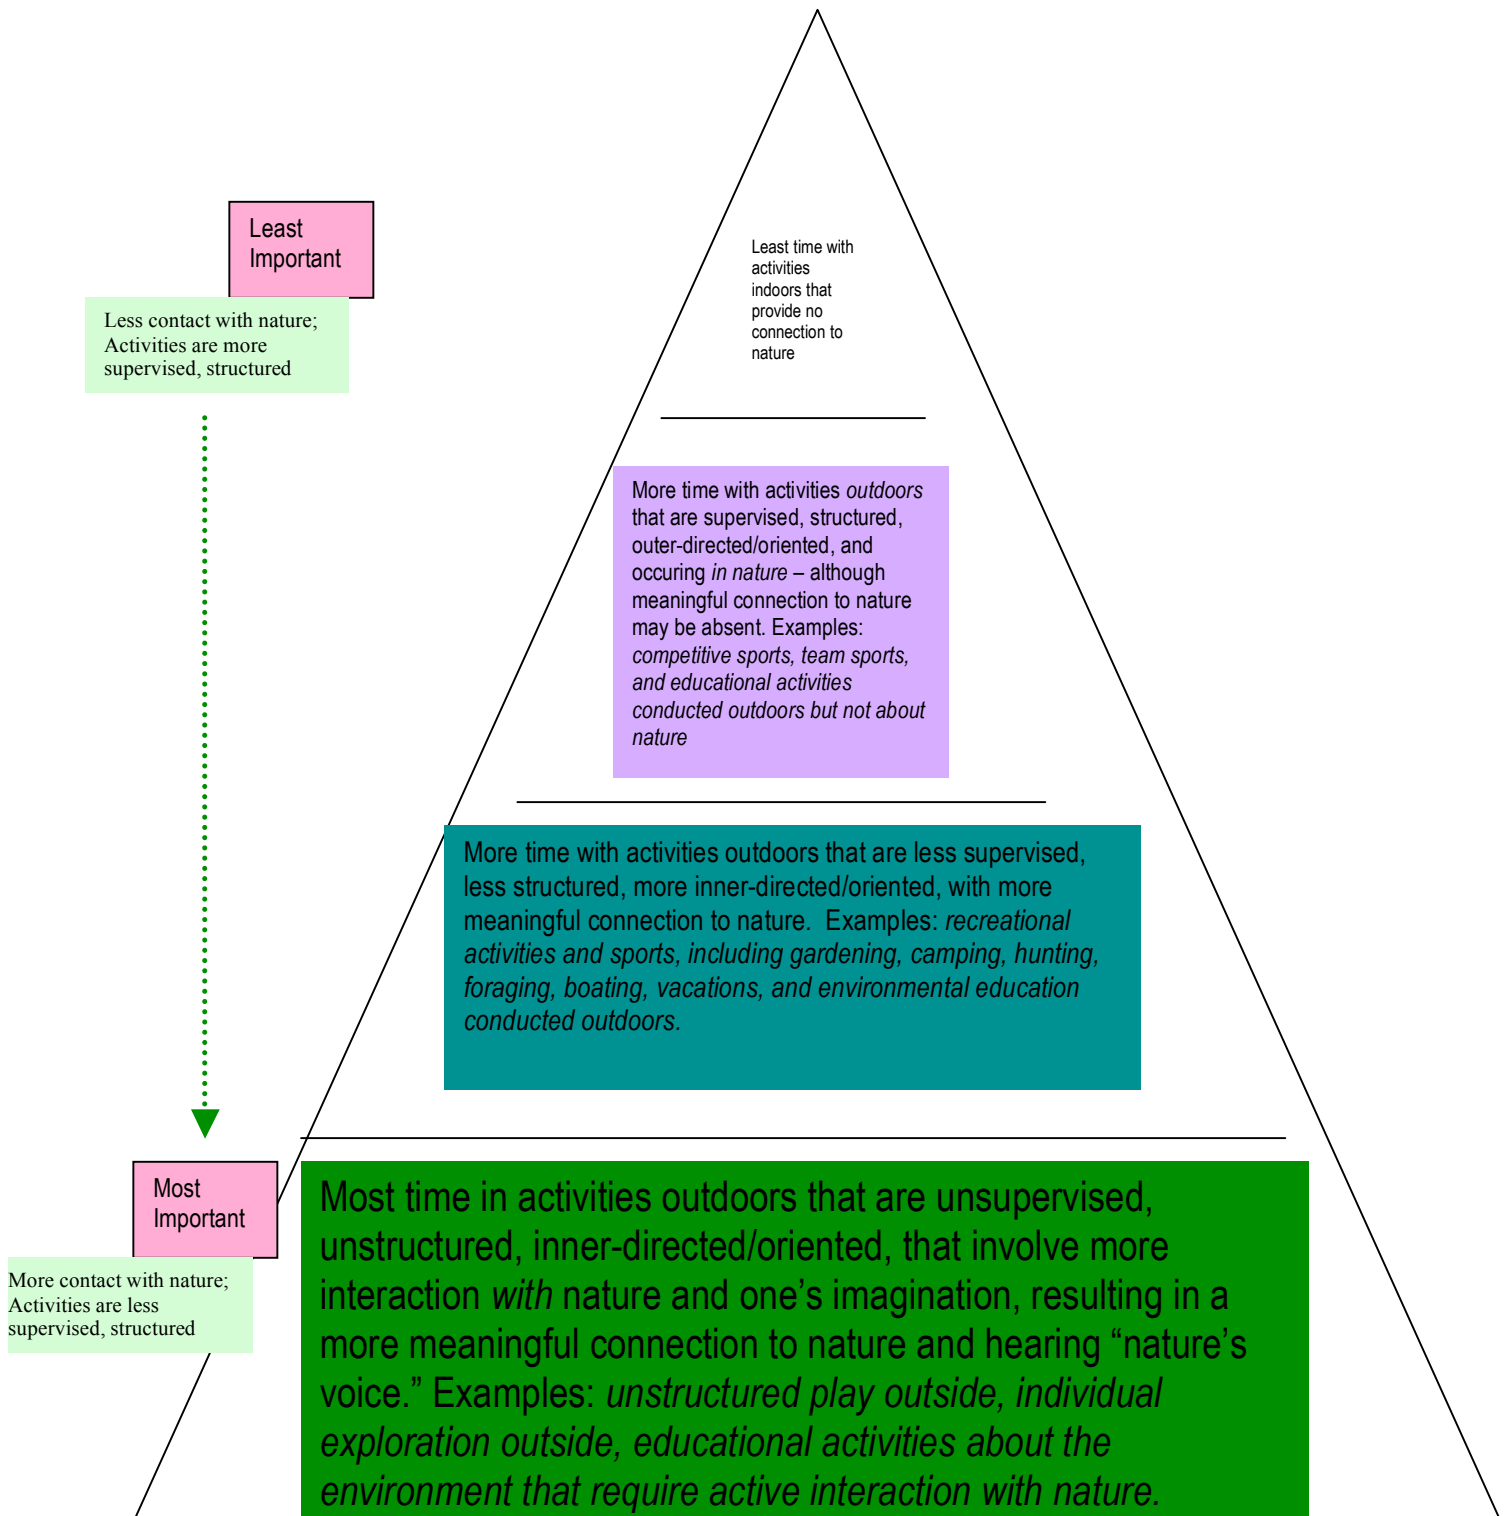 Least
Important
Less contact with nature;
Activities are more
supervised, structured
Least time with
activities
indoors that
provide no
connection to
nature
More time with activities outdoors
that are supervised, structured,
outer-directed/oriented, and
occuring in nature – although
meaningful connection to nature
may be absent. Examples:
competitive sports, team sports,
and educational activities
conducted outdoors but not about
nature
More time with activities outdoors that are less supervised,
less structured, more inner-directed/oriented, with more
meaningful connection to nature.  Examples: recreational
activities and sports, including gardening, camping, hunting,
foraging, boating, vacations, and environmental education
conducted outdoors.
Most
Important
More contact with nature;
Activities are less
supervised, structured
Most time in activities outdoors that are unsupervised,
unstructured, inner-directed/oriented, that involve more
interaction with nature and one’s imagination, resulting in a
more meaningful connection to nature and hearing “nature’s
voice.” Examples: unstructured play outside, individual
exploration outside, educational activities about the
environment that require active interaction with nature.